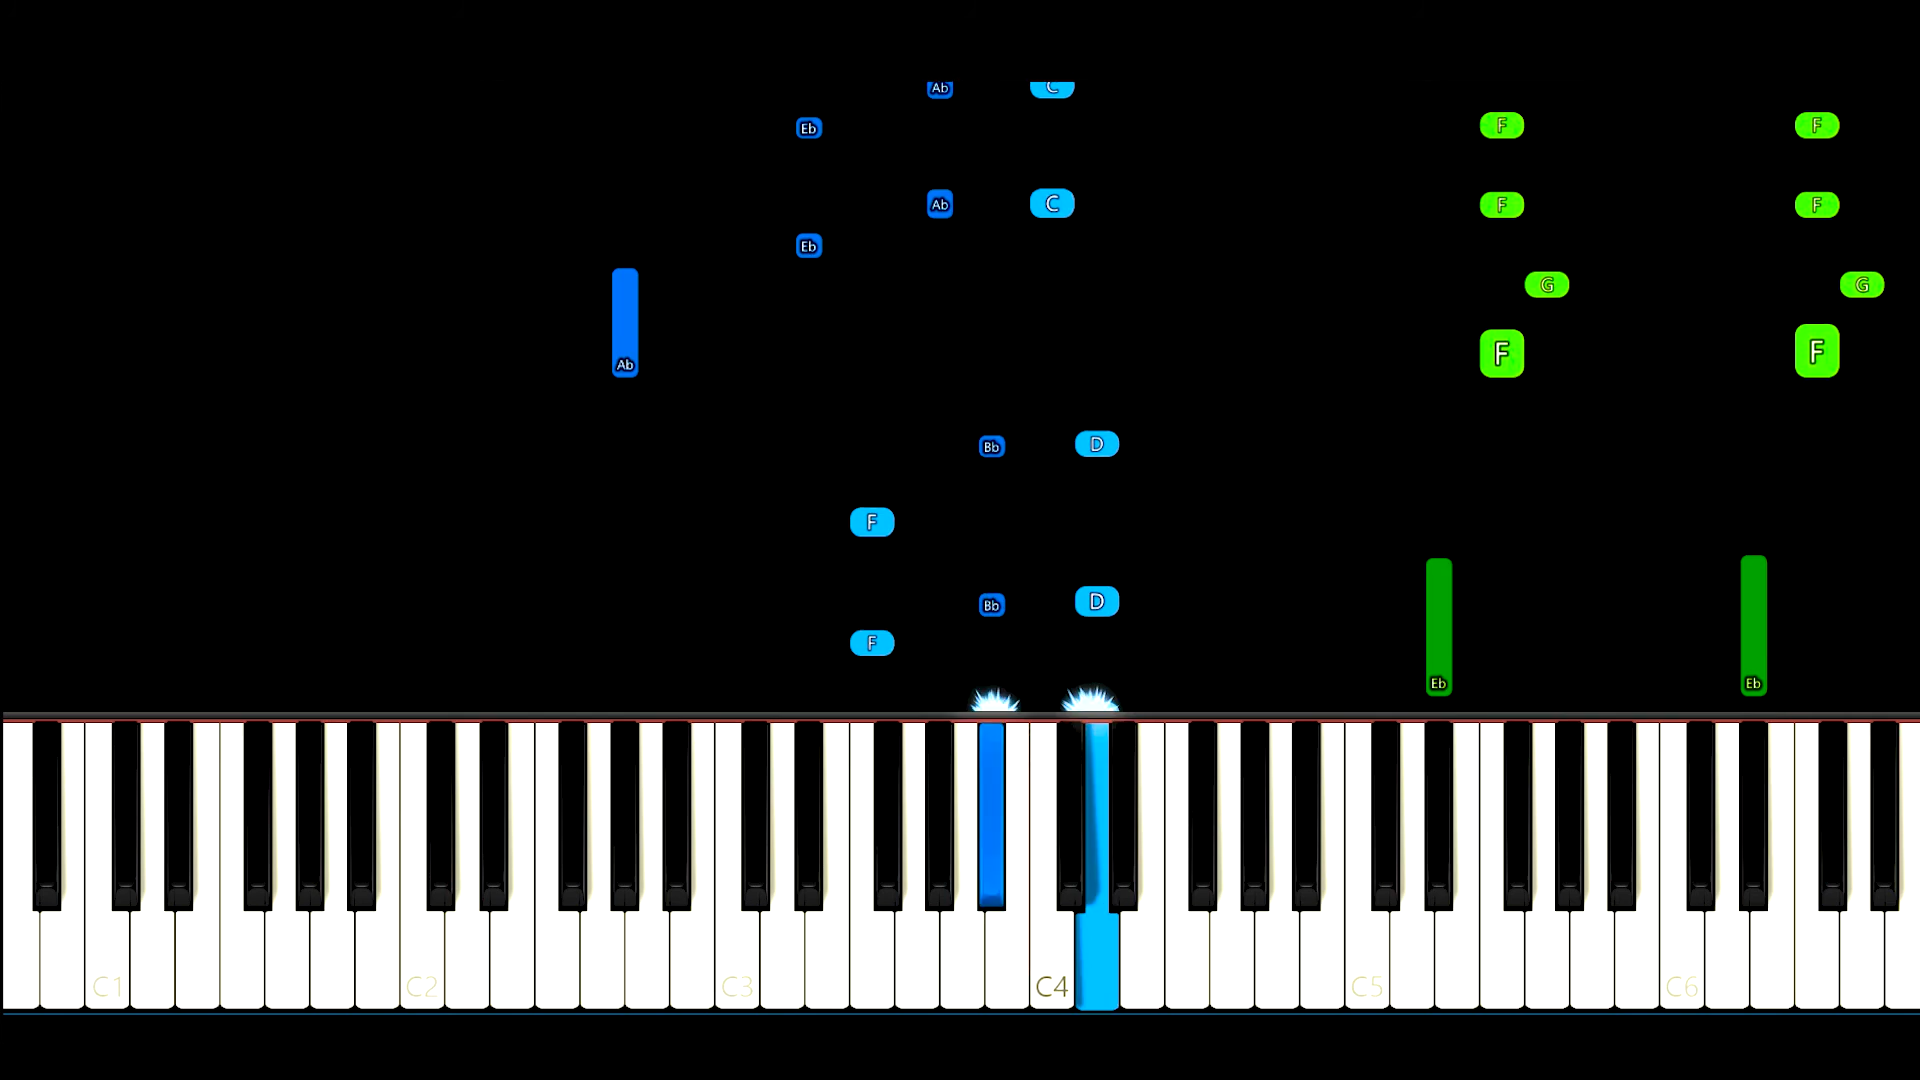 Ab C
Eb F F
Ab C F F
Eb
G G
Ab F F
Bb D
F
Bb D
F
Eb Eb
C1 C2 C3 C4 C5 C6